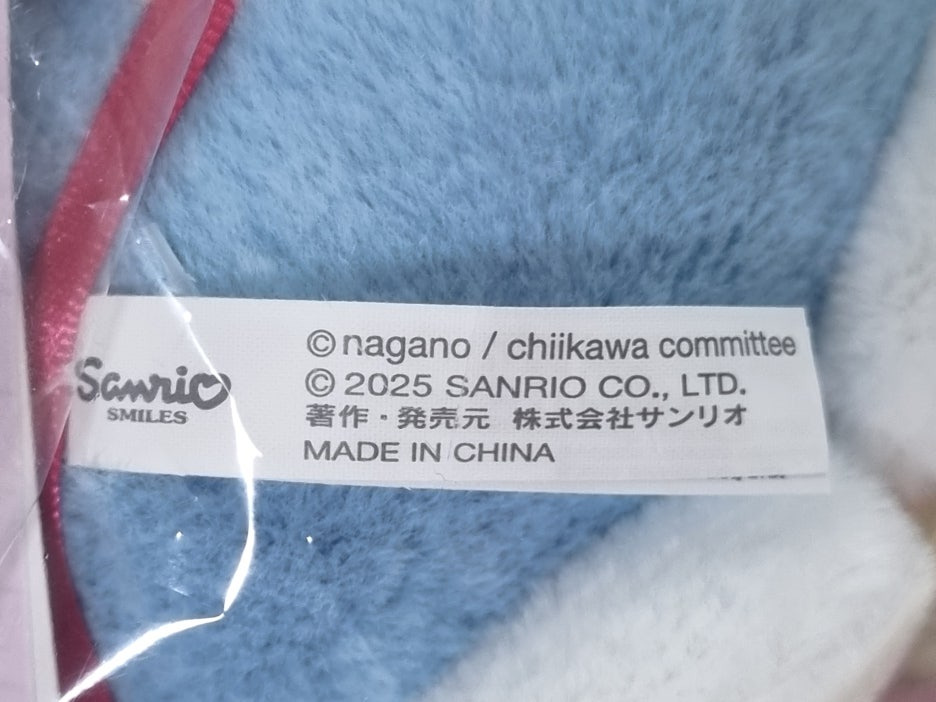 Sanrio
SMILES
©nagano / chiikawa committee
© 2025 SANRIO CO., LTD.
著作・発売元 株式会社サンリオ
MADE IN CHINA